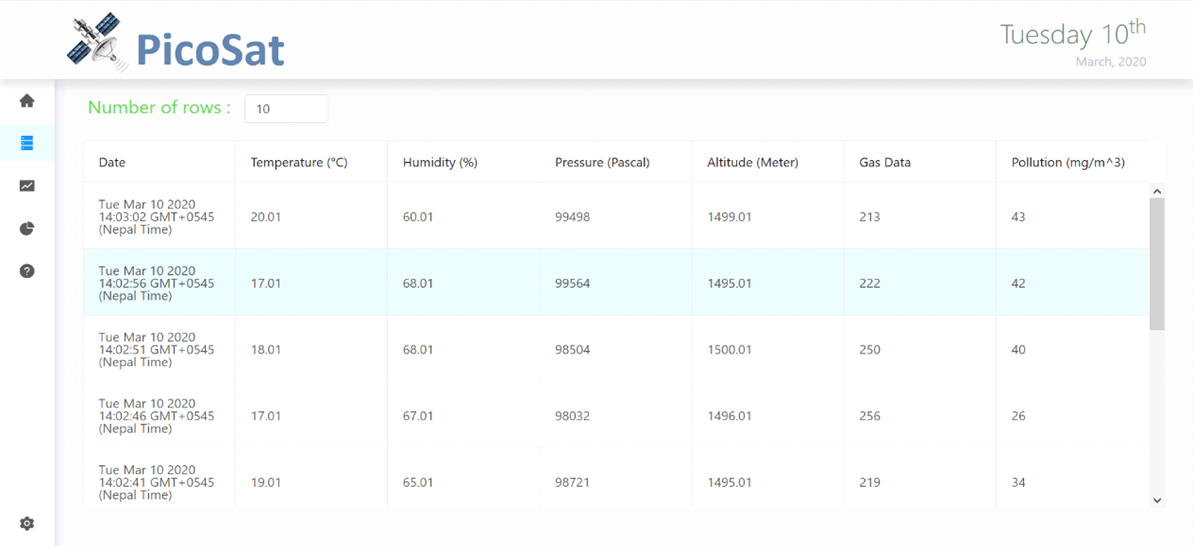 PicoSat
Tuesday 10th
March, 2020
Number of rows : 10
Date Temperature (°C) Humidity (%) Pressure (Pascal) Altitude (Meter) Gas Data Pollution (mg/m^3)
Tue Mar 10 2020
14:03:02 GMT+0545
(Nepal Time)
20.01 60.01 99498 1499.01 213 43
Tue Mar 10 2020
14:02:56 GMT+0545
(Nepal Time)
17.01 68.01 99564 1495.01 222 42
Tue Mar 10 2020
14:02:51 GMT+0545
(Nepal Time)
18.01 68.01 98504 1500.01 250 40
Tue Mar 10 2020
14:02:46 GMT+0545
(Nepal Time)
17.01 67.01 98032 1496.01 256 26
Tue Mar 10 2020
14:02:41 GMT+0545
(Nepal Time)
19.01 65.01 98721 1495.01 219 34